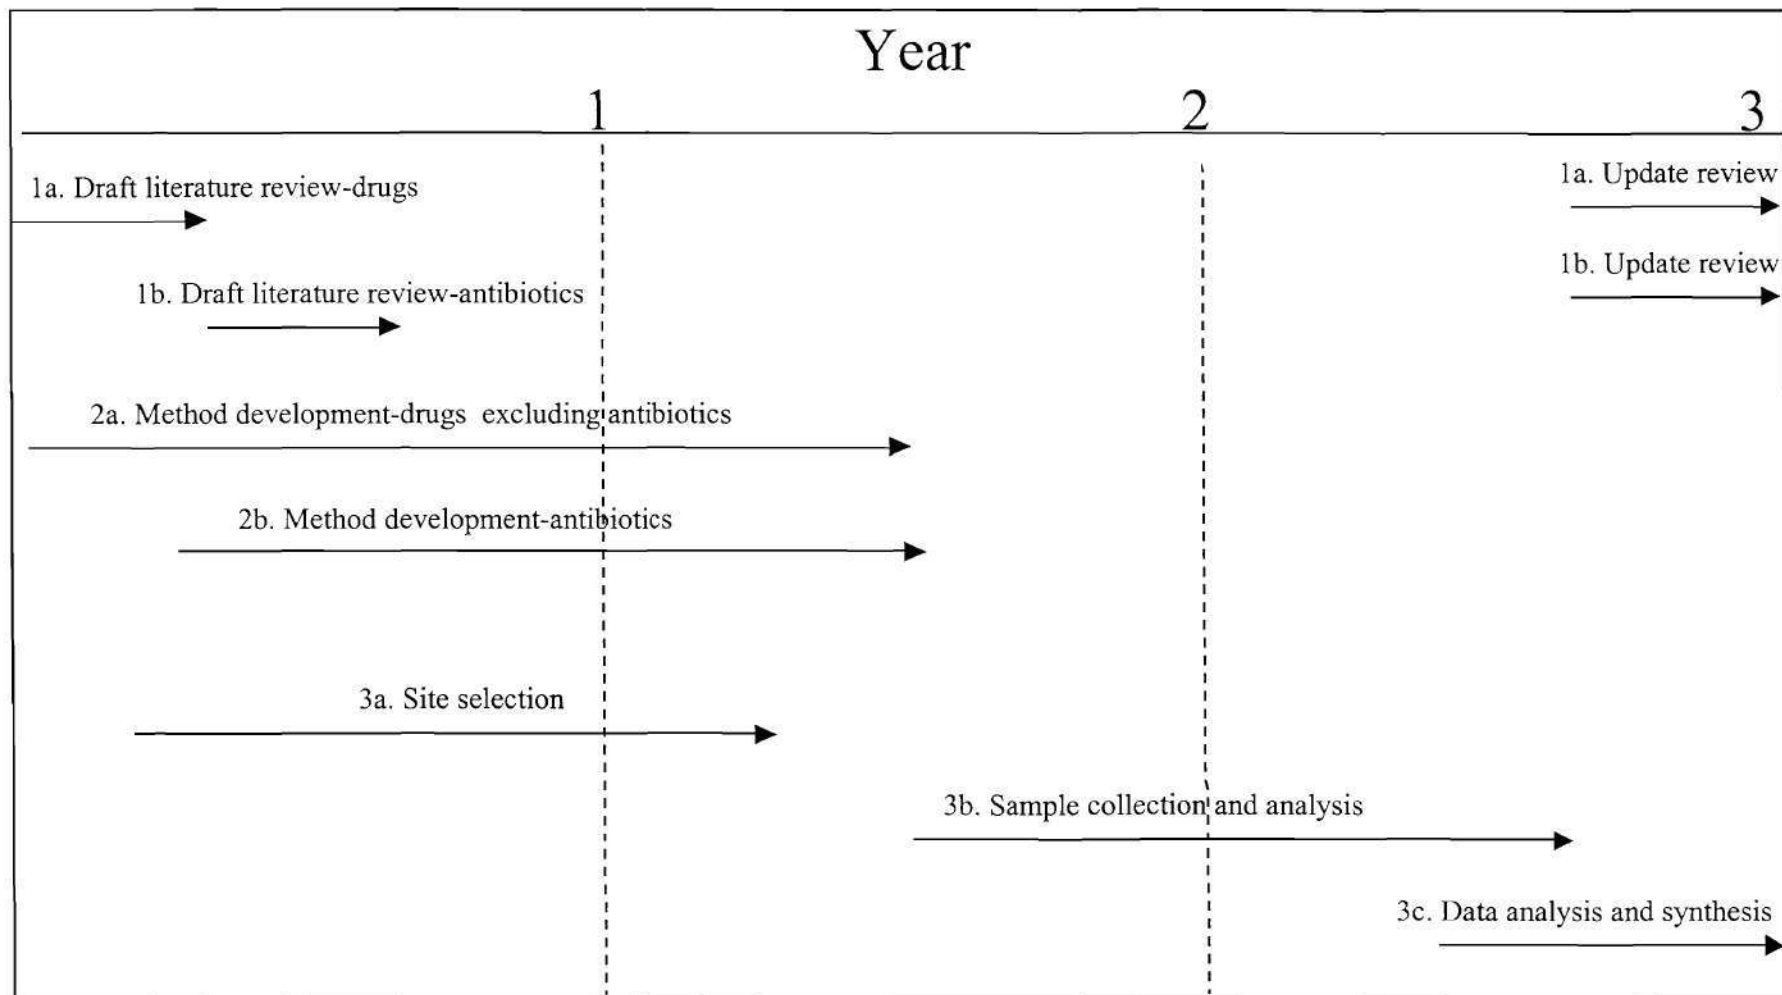 Year
1 2 3
1a. Draft literature review-drugs
1a. Update review
1b. Draft literature review-antibiotics
1b. Update review
2a. Method development-drugs excluding antibiotics
2b. Method development-antibiotics
3a. Site selection
3b. Sample collection and analysis
3c. Data analysis and synthesis